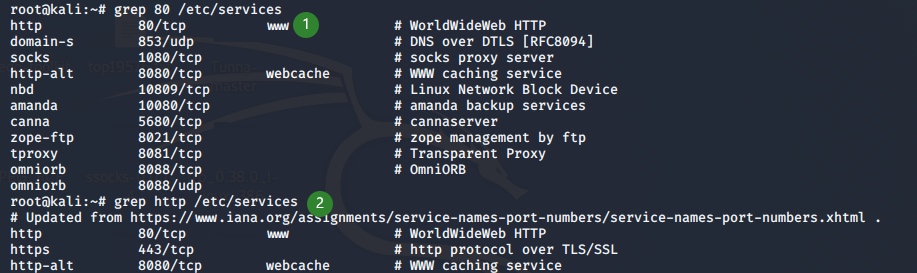 root@kali:~# grep 80 /etc/services
http 80/tcp www 1 # WorldWideWeb HTTP
domain-s 853/udp # DNS over DTLS [RFC8094]
socks 1080/tcp # socks proxy server
http-alt 8080/tcp webcache # WWW caching service
nbd 10809/tcp # Linux Network Block Device
amanda 10080/tcp # amanda backup services
canna 5680/tcp # cannaserver
zope-ftp 8021/tcp # zope management by ftp
tproxy 8081/tcp # Transparent Proxy
omniorb 8088/tcp # OmniORB
omniorb 8088/udp
root@kali:~# grep http /etc/services 2
# Updated from https://www.iana.org/assignments/service-names-port-numbers/service-names-port-numbers.xhtml .
http 80/tcp www # WorldWideWeb HTTP
https 443/tcp # http protocol over TLS/SSL
http-alt 8080/tcp webcache # WWW caching service